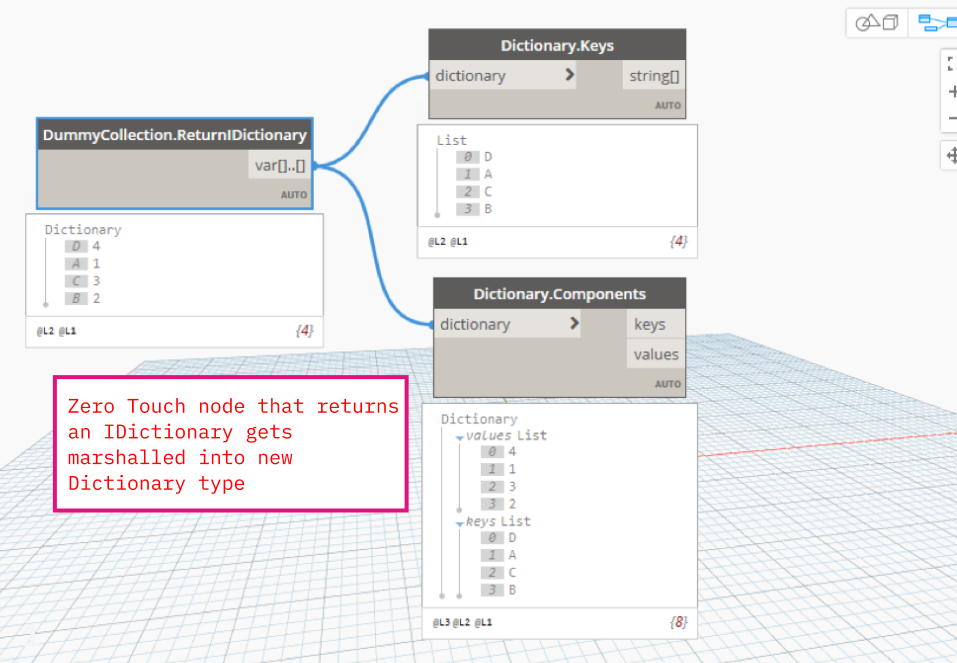 DummyCollection.ReturnIDictionary
var[]..[]
AUTO
Dictionary
D 4
A 1
C 3
B 2
@L2 @L1
{4}
Dictionary.Keys
dictionary >
string[]
AUTO
List
0 D
1 A
2 C
3 B
@L2 @L1
{4}
Dictionary.Components
dictionary >
keys
values
AUTO
Dictionary
values List
0 4
1 1
2 3
3 2
keys List
0 D
1 A
2 C
3 B
@L3 @L2 @L1
{8}
Zero Touch node that returns
an IDictionary gets
marshalled into new
Dictionary type